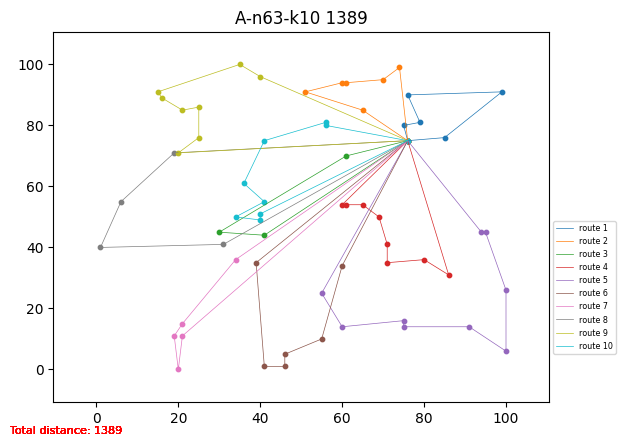 A-n63-k10 1389
100
80
60
40
20
0
0
20
40
60
80
100
route 1
route 2
route 3
route 4
route 5
route 6
route 7
route 8
route 9
route 10
Total distance: 1389